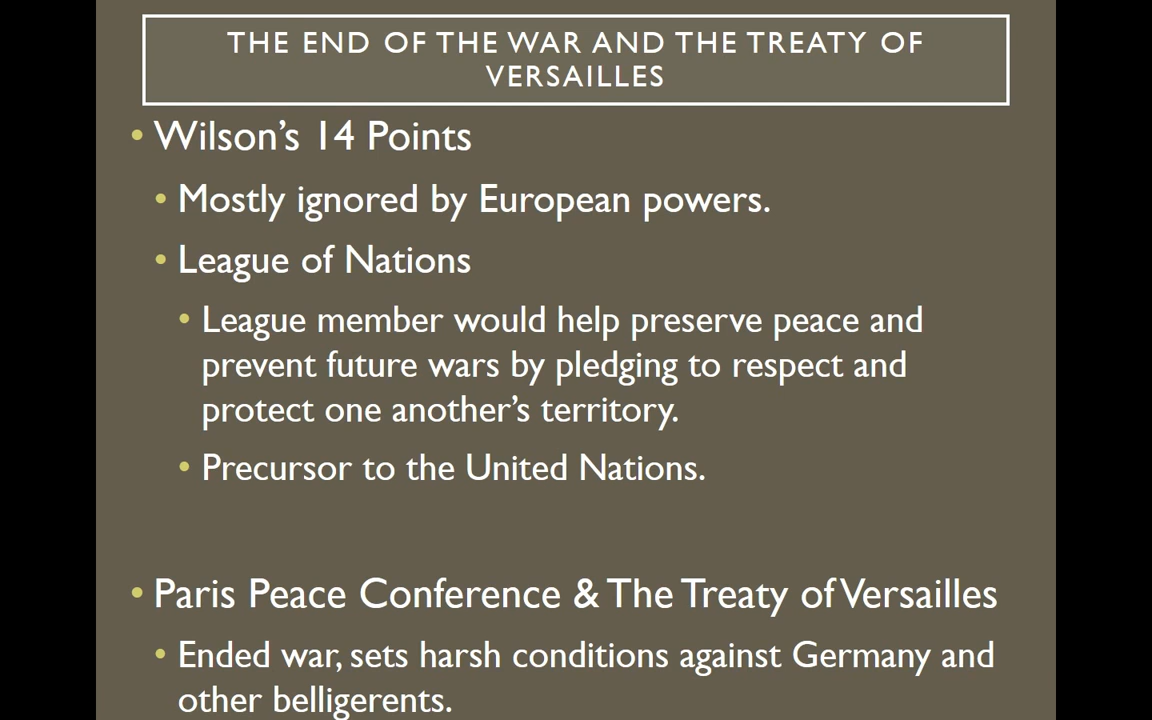 THE END OF THE WAR AND THE TREATY OF
VERSAILLES
• Wilson’s 14 Points
• Mostly ignored by European powers.
• League of Nations
• League member would help preserve peace and
prevent future wars by pledging to respect and
protect one another’s territory.
• Precursor to the United Nations.
• Paris Peace Conference & The Treaty of Versailles
• Ended war, sets harsh conditions against Germany and
other belligerents.